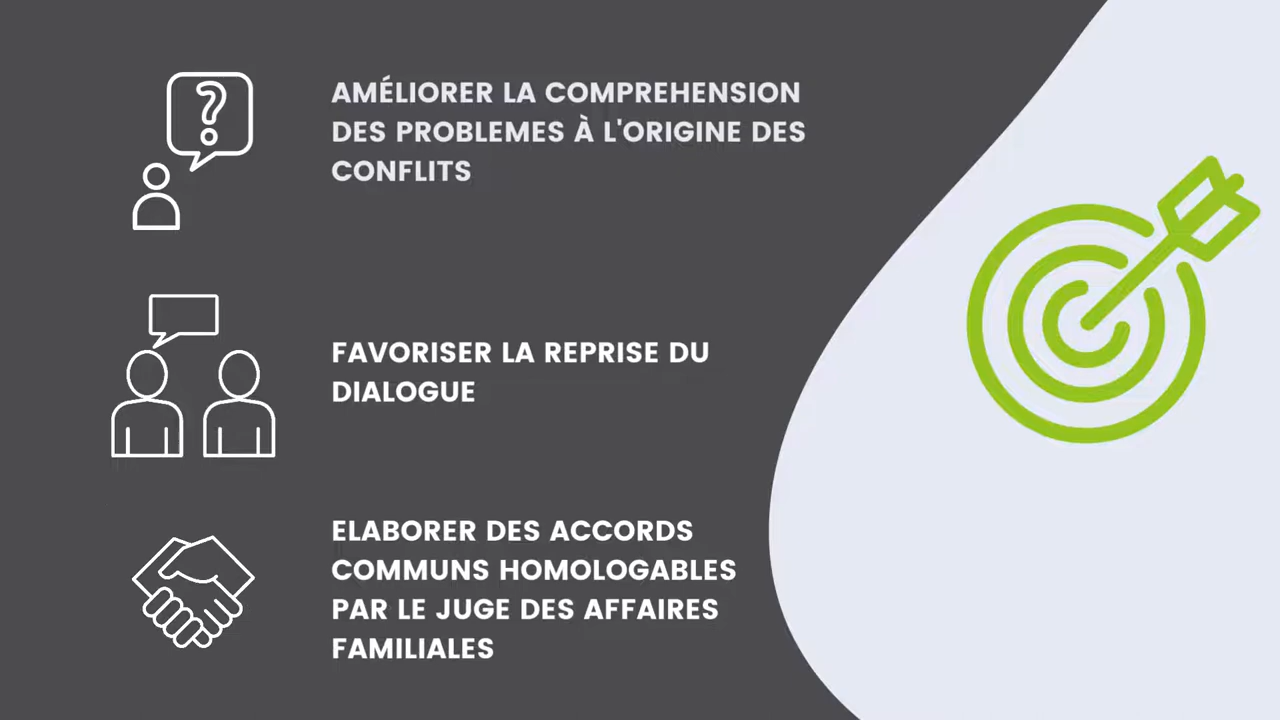 AMÉLIORER LA COMPREHENSION
DES PROBLEMES À L'ORIGINE DES
CONFLITS
FAVORISER LA REPRISE DU
DIALOGUE
ELABORER DES ACCORDS
COMMUNS HOMOLOGABLES
PAR LE JUGE DES AFFAIRES
FAMILIALES